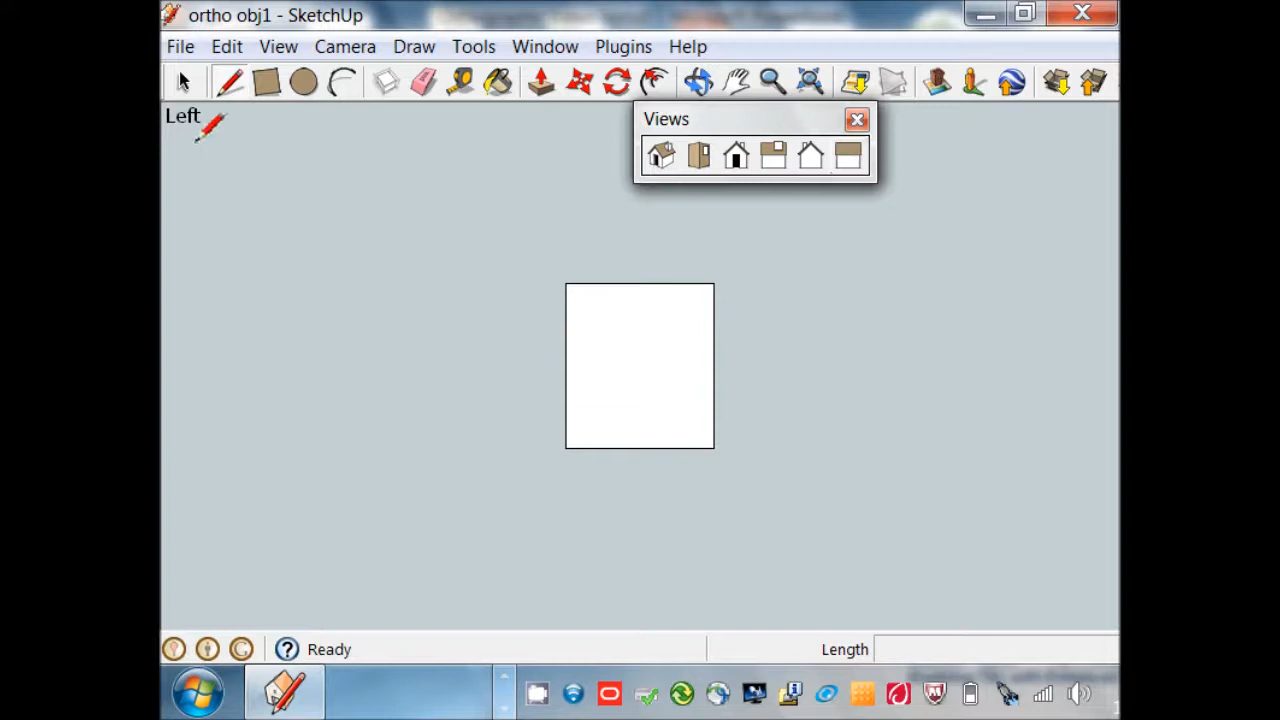 ortho obj1 - SketchUp
File Edit View Camera Draw Tools Window Plugins Help
Left
Views
Ready
Length